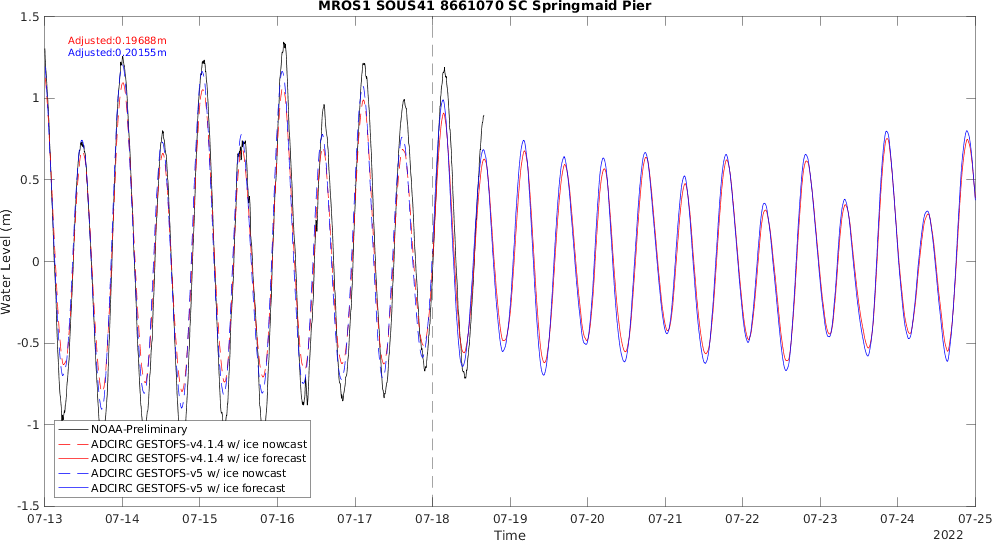 MROS1 SOUS41 8661070 SC Springmaid Pier
Adjusted:0.19688m
Adjusted:0.20155m
Water Level (m)
1.5
1
0.5
0
-0.5
-1
-1.5
NOAA-Preliminary
ADCIRC GESTOFS-v4.1.4 w/ ice nowcast
ADCIRC GESTOFS-v4.1.4 w/ ice forecast
ADCIRC GESTOFS-v5 w/ ice nowcast
ADCIRC GESTOFS-v5 w/ ice forecast
07-13 07-14 07-15 07-16 07-17 07-18 07-19 07-20 07-21 07-22 07-23 07-24 07-25
Time
2022